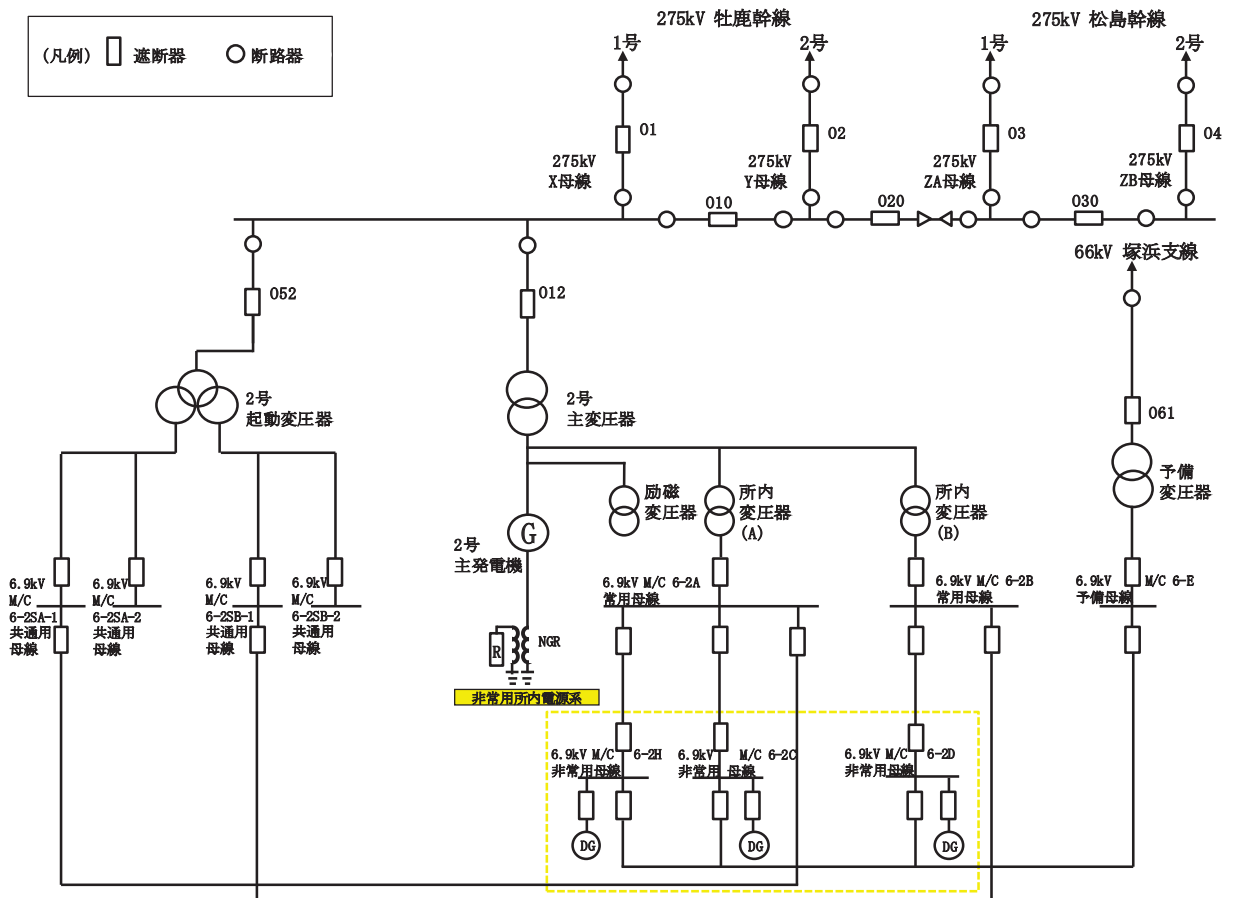 275kV 牡鹿幹線
275kV 松島幹線
(凡例) 遮断器 断路器
1号
2号
1号
2号
01
02
03
04
275kV
X母線
275kV
Y母線
275kV
ZA母線
275kV
ZB母線
010
020
030
66kV 塚浜支線
052
012
061
2号
起動変圧器
2号
主変圧器
予備
変圧器
励磁
変圧器
所内
変圧器
(A)
所内
変圧器
(B)
G
2号
主発電機
6.9kV
M/C
6-2SA-1
共通用
母線
6.9kV
M/C
6-2SA-2
共通用
母線
6.9kV
M/C
6-2SB-1
共通用
母線
6.9kV
M/C
6-2SB-2
共通用
母線
6.9kV M/C 6-2A
常用母線
6.9kV M/C 6-2B
常用母線
6.9kV M/C 6-E
予備母線
R
NGR
非常用所内電源系
6.9kV M/C 6-2H
非常用母線
6.9kV M/C 6-2C
非常用 母線
6.9kV M/C 6-2D
非常用母線
DG
DG
DG